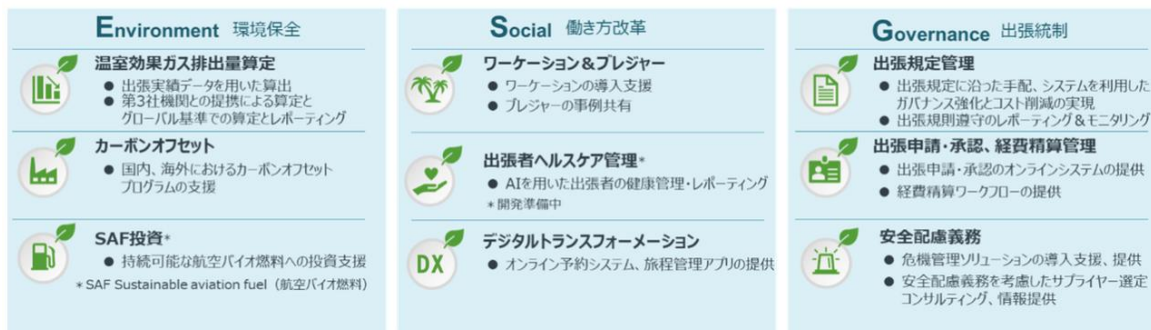 Environment 環境保全
温室効果ガス排出量算定
● 出張実績データを用いた算出
● 第3社機関との提携による算定と
グローバル基準での算定とレポーティング
カーボンオフセット
● 国内、海外におけるカーボンオフセット
プログラムの支援
SAF投資*
● 持続可能な航空バイオ燃料への投資支援
* SAF Sustainable aviation fuel（航空バイオ燃料）
Social 働き方改革
ワーケーション＆ブレジャー
● ワーケーションの導入支援
● ブレジャーの事例共有
出張者ヘルスケア管理*
● AIを用いた出張者の健康管理・レポーティング
* 開発準備中
DX
デジタルトランスフォーメーション
● オンライン予約システム、旅程管理アプリの提供
Governance 出張統制
出張規定管理
● 出張規定に沿った手配、システムを利用した
ガバナンス強化とコスト削減の実現
● 出張規則遵守のレポーティング＆モニタリング
出張申請・承認、経費精算管理
● 出張申請・承認のオンラインシステムの提供
● 経費精算ワークフローの提供
安全配慮義務
● 危機管理ソリューションの導入支援、提供
● 安全配慮義務を考慮したサプライヤー選定
コンサルティング、情報提供